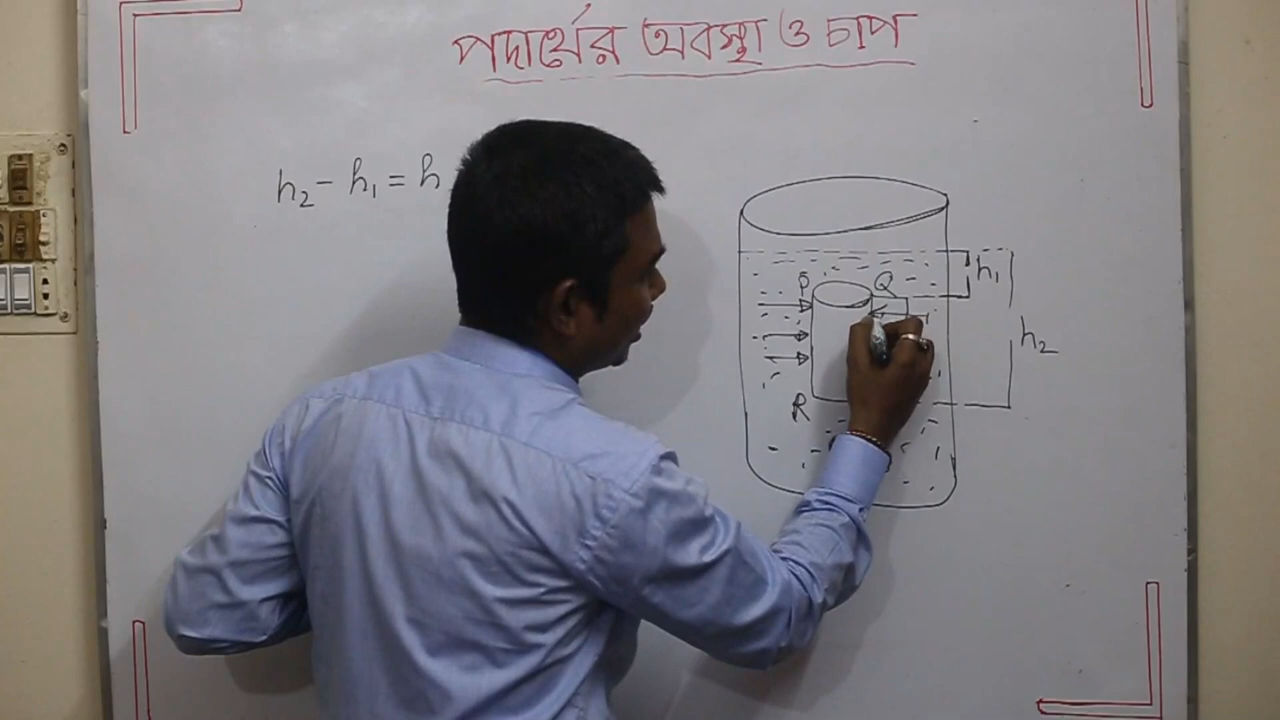 পদার্থের অবস্থা ও চাপ
h₂ - h₁ = h
P Q
h₁
h₂
R